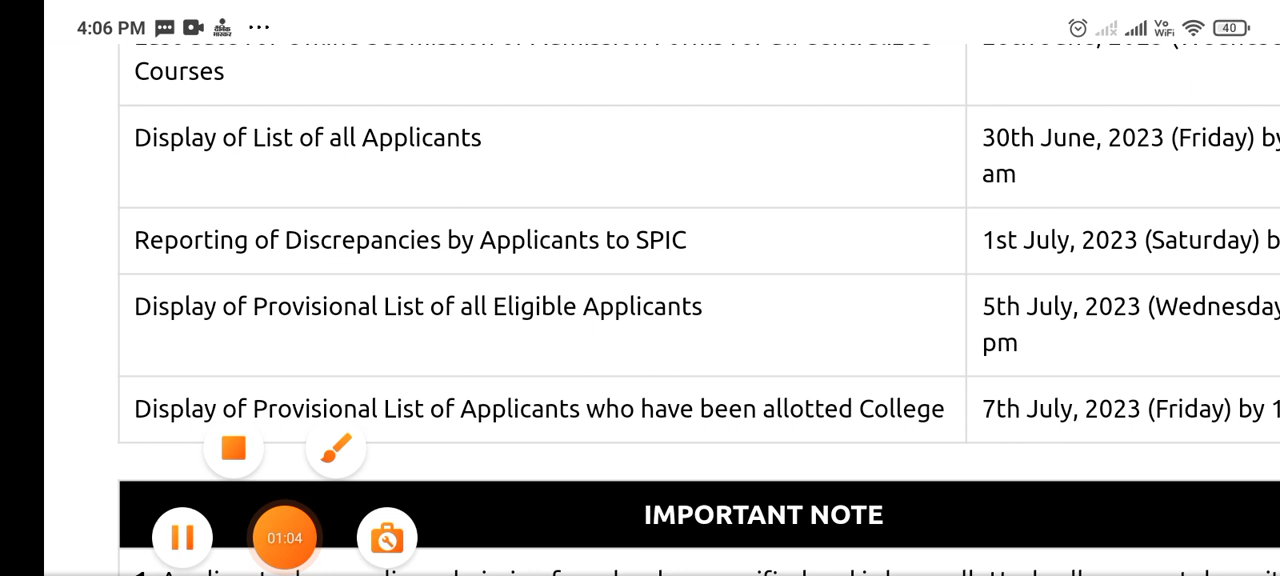 4:06 PM
Vo
WiFi
40
Courses
Display of List of all Applicants
30th June, 2023 (Friday) by
am
Reporting of Discrepancies by Applicants to SPIC
1st July, 2023 (Saturday) b
Display of Provisional List of all Eligible Applicants
5th July, 2023 (Wednesday
pm
Display of Provisional List of Applicants who have been allotted College
7th July, 2023 (Friday) by 1
IMPORTANT NOTE
01:04